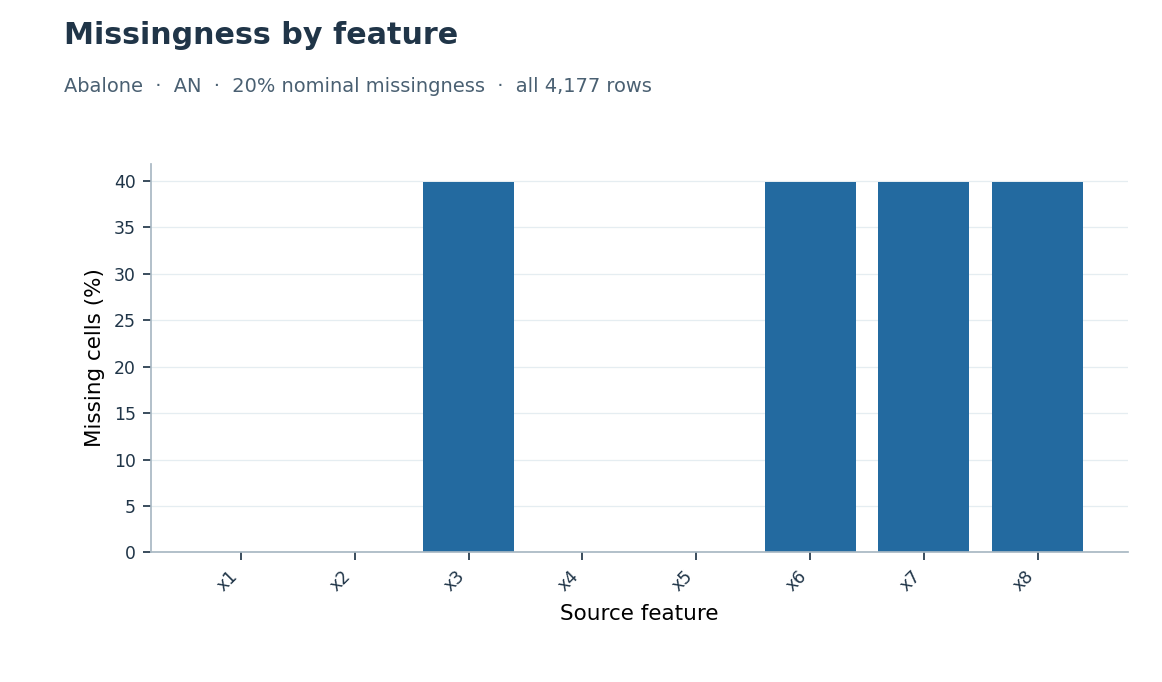 Missingness by feature
Abalone · AN · 20% nominal missingness · all 4,177 rows
Missing cells (%)
40
35
30
25
20
15
10
5
0
x1 x2 x3 x4 x5 x6 x7 x8
Source feature